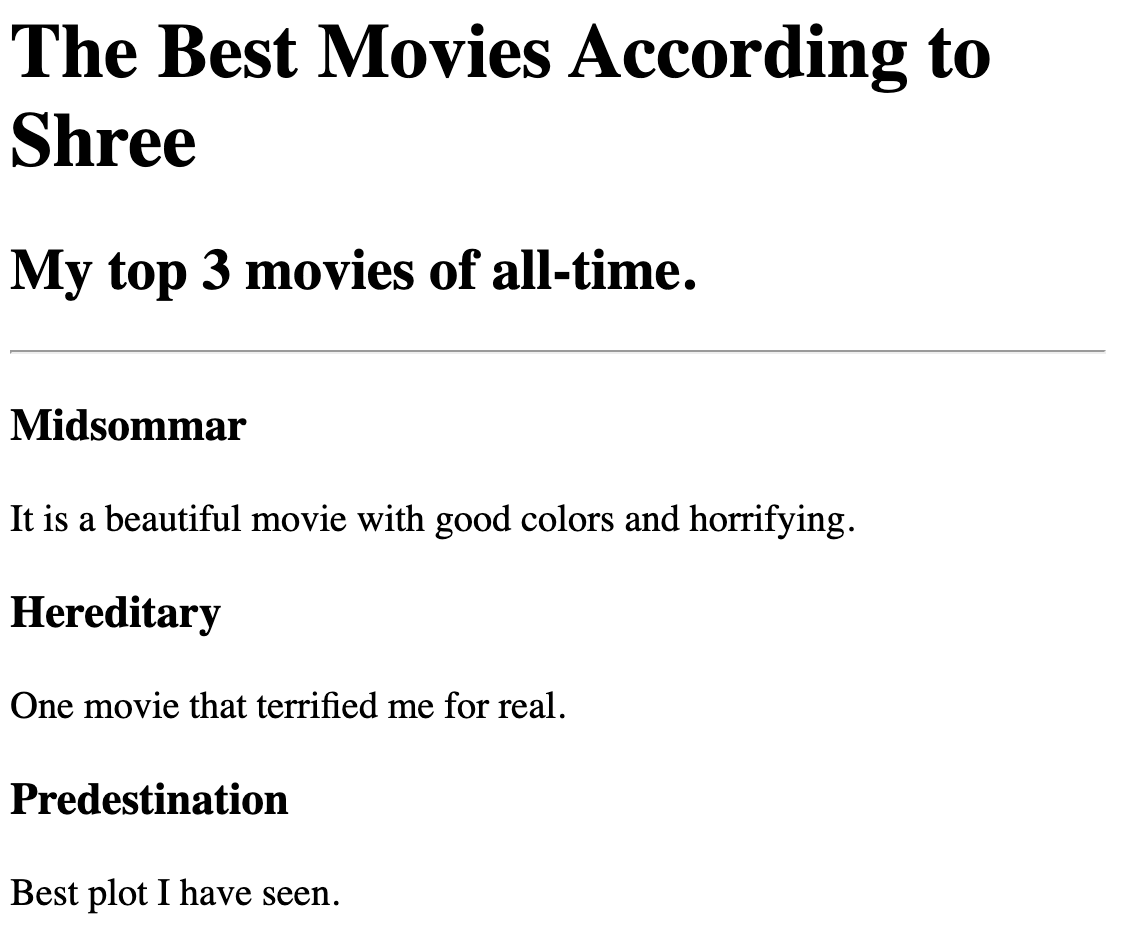 The Best Movies According to
Shree
My top 3 movies of all-time.
Midsommar
It is a beautiful movie with good colors and horrifying.
Hereditary
One movie that terrified me for real.
Predestination
Best plot I have seen.